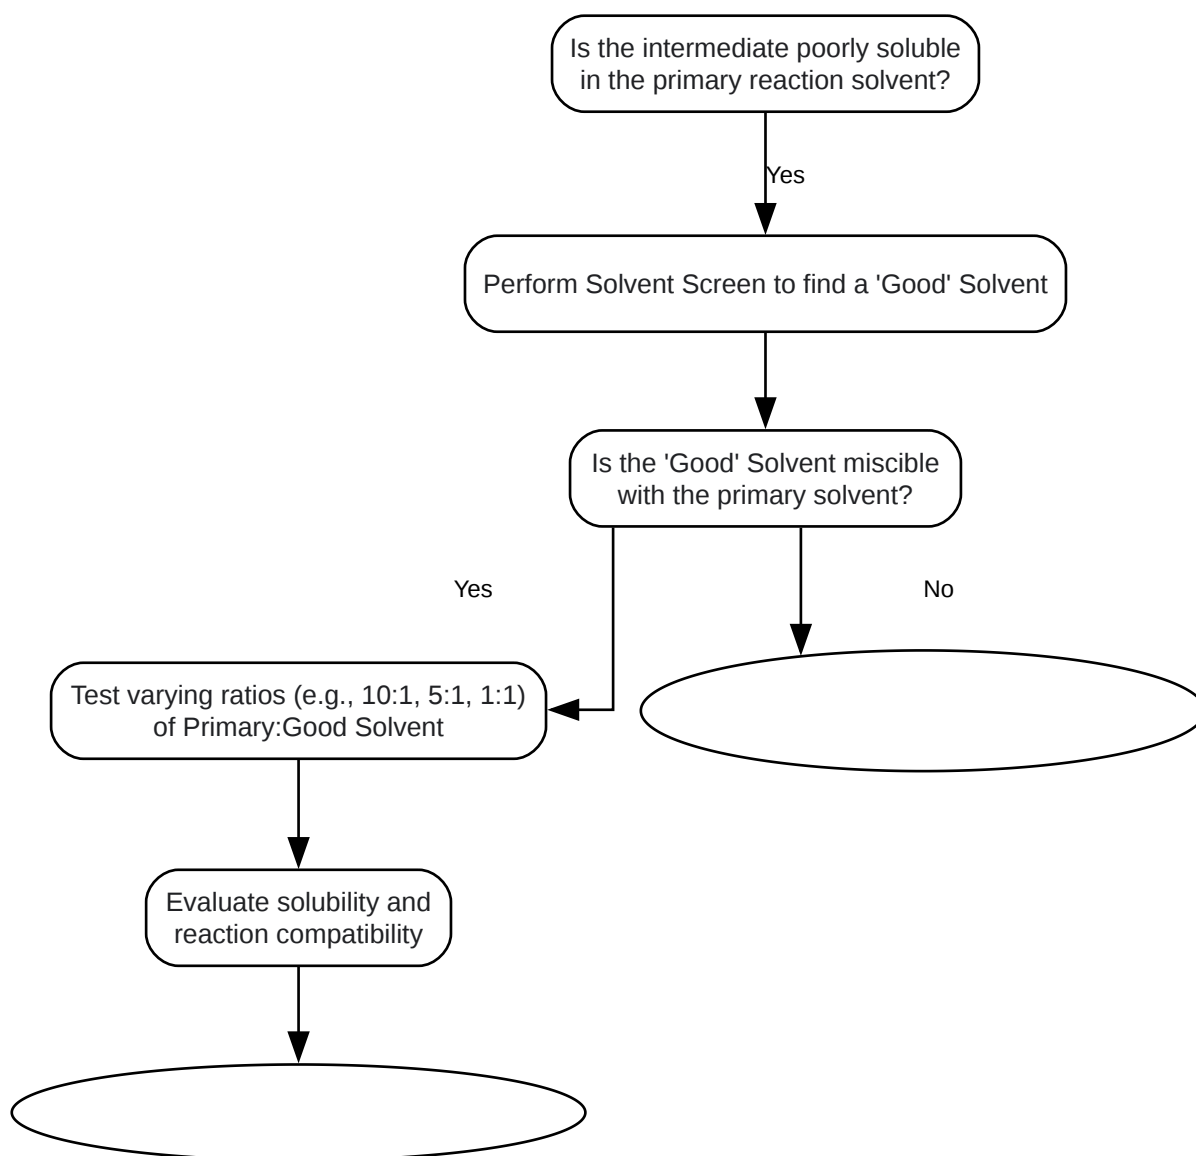 Is the intermediate poorly soluble
in the primary reaction solvent?
Yes
Perform Solvent Screen to find a 'Good' Solvent
Is the 'Good' Solvent miscible
with the primary solvent?
Yes
No
Test varying ratios (e.g., 10:1, 5:1, 1:1)
of Primary:Good Solvent
Evaluate solubility and
reaction compatibility